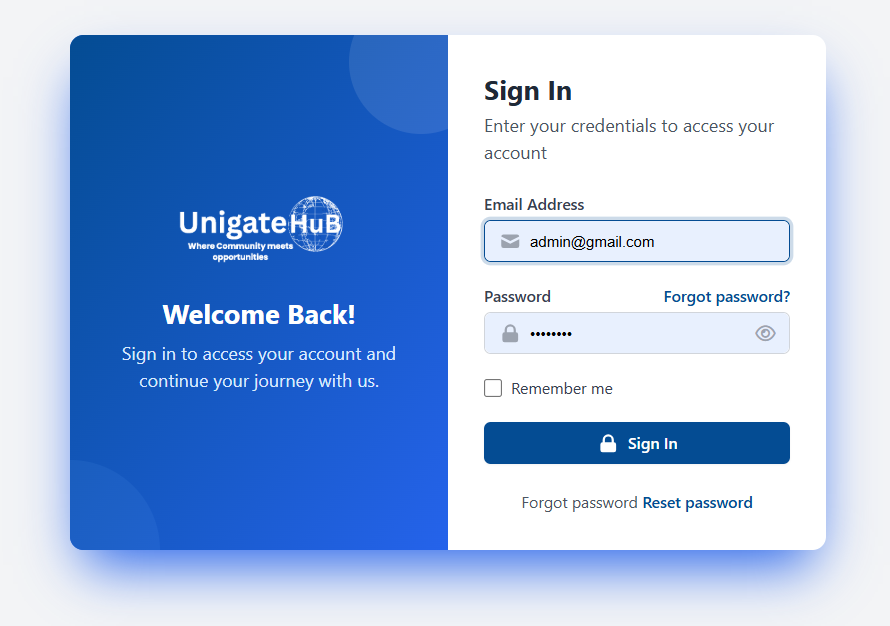 UnigateHuB
Where Community meets
opportunities
Welcome Back!
Sign in to access your account and
continue your journey with us.
Sign In
Enter your credentials to access your
account
Email Address
admin@gmail.com
Password Forgot password?
••••••••
Remember me
Sign In
Forgot password Reset password